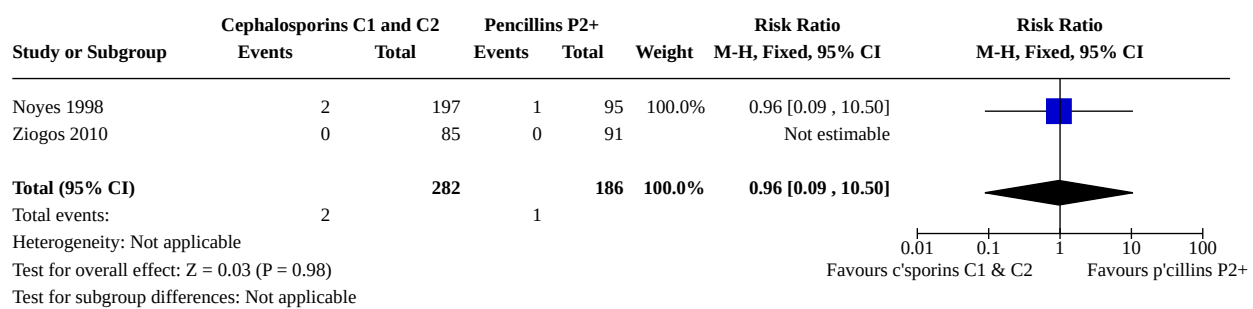 Cephalosporins C1 and C2 Pencillins P2+ Risk Ratio Risk Ratio
Study or Subgroup Events Total Events Total Weight M-H, Fixed, 95% CI M-H, Fixed, 95% CI
Noyes 1998 2 197 1 95 100.0% 0.96 [0.09 , 10.50]
Ziogos 2010 0 85 0 91 Not estimable
Total (95% CI) 282 186 100.0% 0.96 [0.09 , 10.50]
Total events: 2 1
Heterogeneity: Not applicable
0.01 0.1 1 10 100
Test for overall effect: Z = 0.03 (P = 0.98) Favours c'sporins C1 & C2 Favours p'cillins P2+
Test for subgroup differences: Not applicable